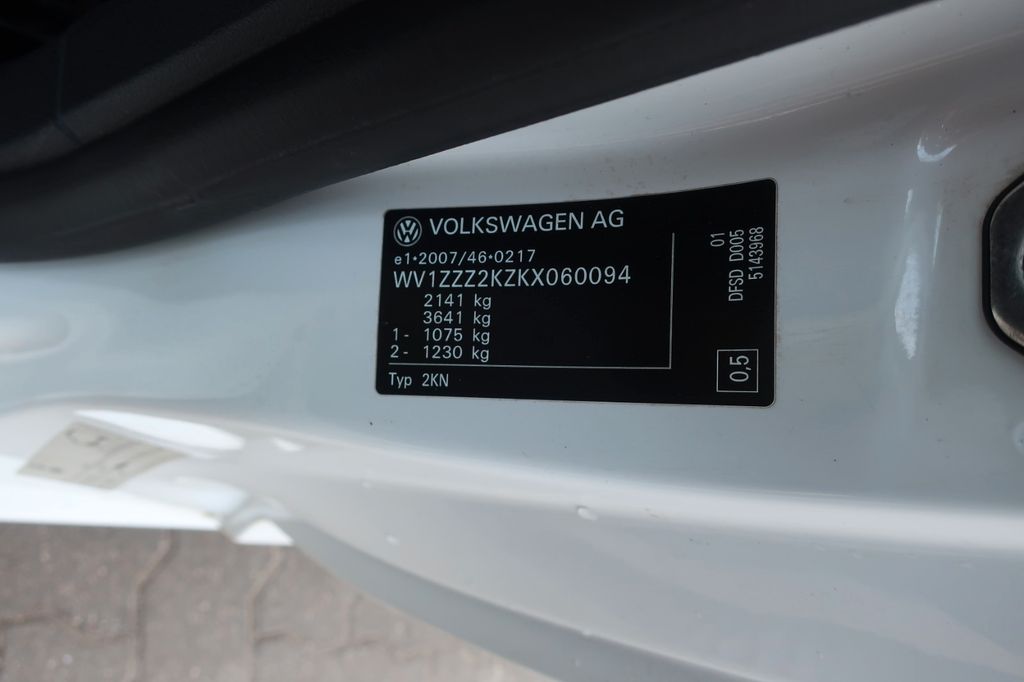 VOLKSWAGEN AG
e1•2007/46•0217
WV1ZZZ2KZKX060094
2141 kg
3641 kg
1- 1075 kg
2- 1230 kg
Typ 2KN
01
DFSD D005
5143968
0,5